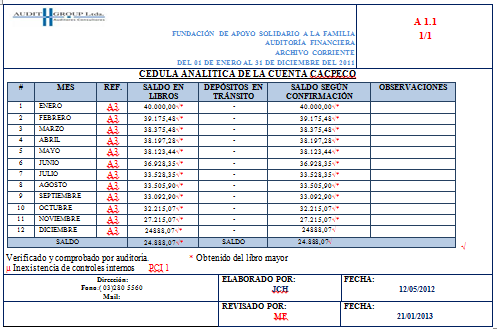 AUDIT GROUP Ltda.
Auditores Consultores
FUNDACIÓN DE APOYO SOLIDARIO A LA FAMILIA
AUDITORÍA FINANCIERA
ARCHIVO CORRIENTE
DEL 01 DE ENERO AL 31 DE DICIEMBRE DEL 2011
A 1.1
1/1
CEDULA ANALITICA DE LA CUENTA CACPECO
# MES REF. SALDO EN LIBROS DEPÓSITOS EN TRÁNSITO SALDO SEGÚN CONFIRMACIÓN OBSERVACIONES
1 ENERO A3 40.000,00√* - 40.000,00√*
2 FEBRERO A3 39.175,48√* - 39.175,48√*
3 MARZO A3 38.375,48√* - 38.375,48√*
4 ABRIL A3 38.197,28√* - 38.197,28√*
5 MAYO A3 38.123,44√* - 38.123,44√*
6 JUNIO A3 36.928,35√* - 36.928,35√*
7 JULIO A3 33.528,35√* - 33.528,35√*
8 AGOSTO A3 33.505,90√* - 33.505,90√*
9 SEPTIEMBRE A3 33.092,90√* - 33.092,90√*
10 OCTUBRE A3 32.215,07√* - 32.215,07√*
11 NOVIEMBRE A3 27.215,07√* - 27.215,07√*
12 DICIEMBRE A3 24888,07√* - 24888,07√
SALDO 24.888,07√* SALDO 24.888,07√
√
Verificado y comprobado por auditoria. * Obtenido del libro mayor
µ Inexistencia de controles internos PCI 1
Dirección:
Fono:(03)280 5560
Mail:
ELABORADO POR:
JCH
FECHA:
12/05/2012
REVISADO POR:
MF
FECHA:
21/01/2013